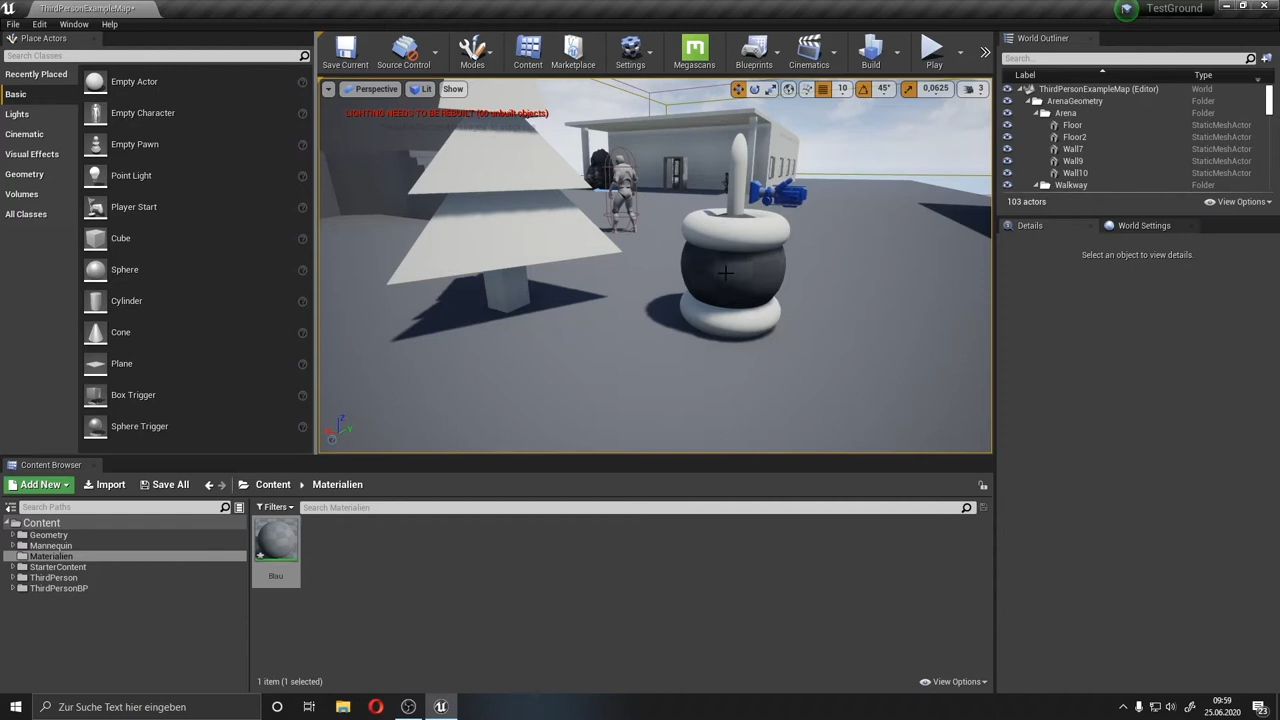 ThirdPersonExampleMap*
TestGround
File
Edit
Window
Help
Place Actors
Search Classes
Recently Placed
Basic
Lights
Cinematic
Visual Effects
Geometry
Volumes
All Classes
Empty Actor
Empty Character
Empty Pawn
Point Light
Player Start
Cube
Sphere
Cylinder
Cone
Plane
Box Trigger
Sphere Trigger
Save Current
Source Control
Modes
Content
Marketplace
Settings
Megascans
Blueprints
Cinematics
Build
Play
Perspective
Lit
Show
10
45°
0,0625
3
LIGHTING NEEDS TO BE REBUILT (60 unbuilt objects)
World Outliner
Search...
Label
Type
ThirdPersonExampleMap (Editor)
World
ArenaGeometry
Folder
Arena
Folder
Floor
StaticMeshActor
Floor2
StaticMeshActor
Wall7
StaticMeshActor
Wall9
StaticMeshActor
Wall10
StaticMeshActor
Walkway
Folder
103 actors
View Options
Details
World Settings
Select an object to view details.
Content Browser
Add New
Import
Save All
Content
Materialien
Search Paths
Filters
Search Materialien
Content
Geometry
Mannequin
Materialien
StarterContent
ThirdPerson
ThirdPersonBP
Blau
1 item (1 selected)
View Options
Zur Suche Text hier eingeben
09:59
25.06.2020
23